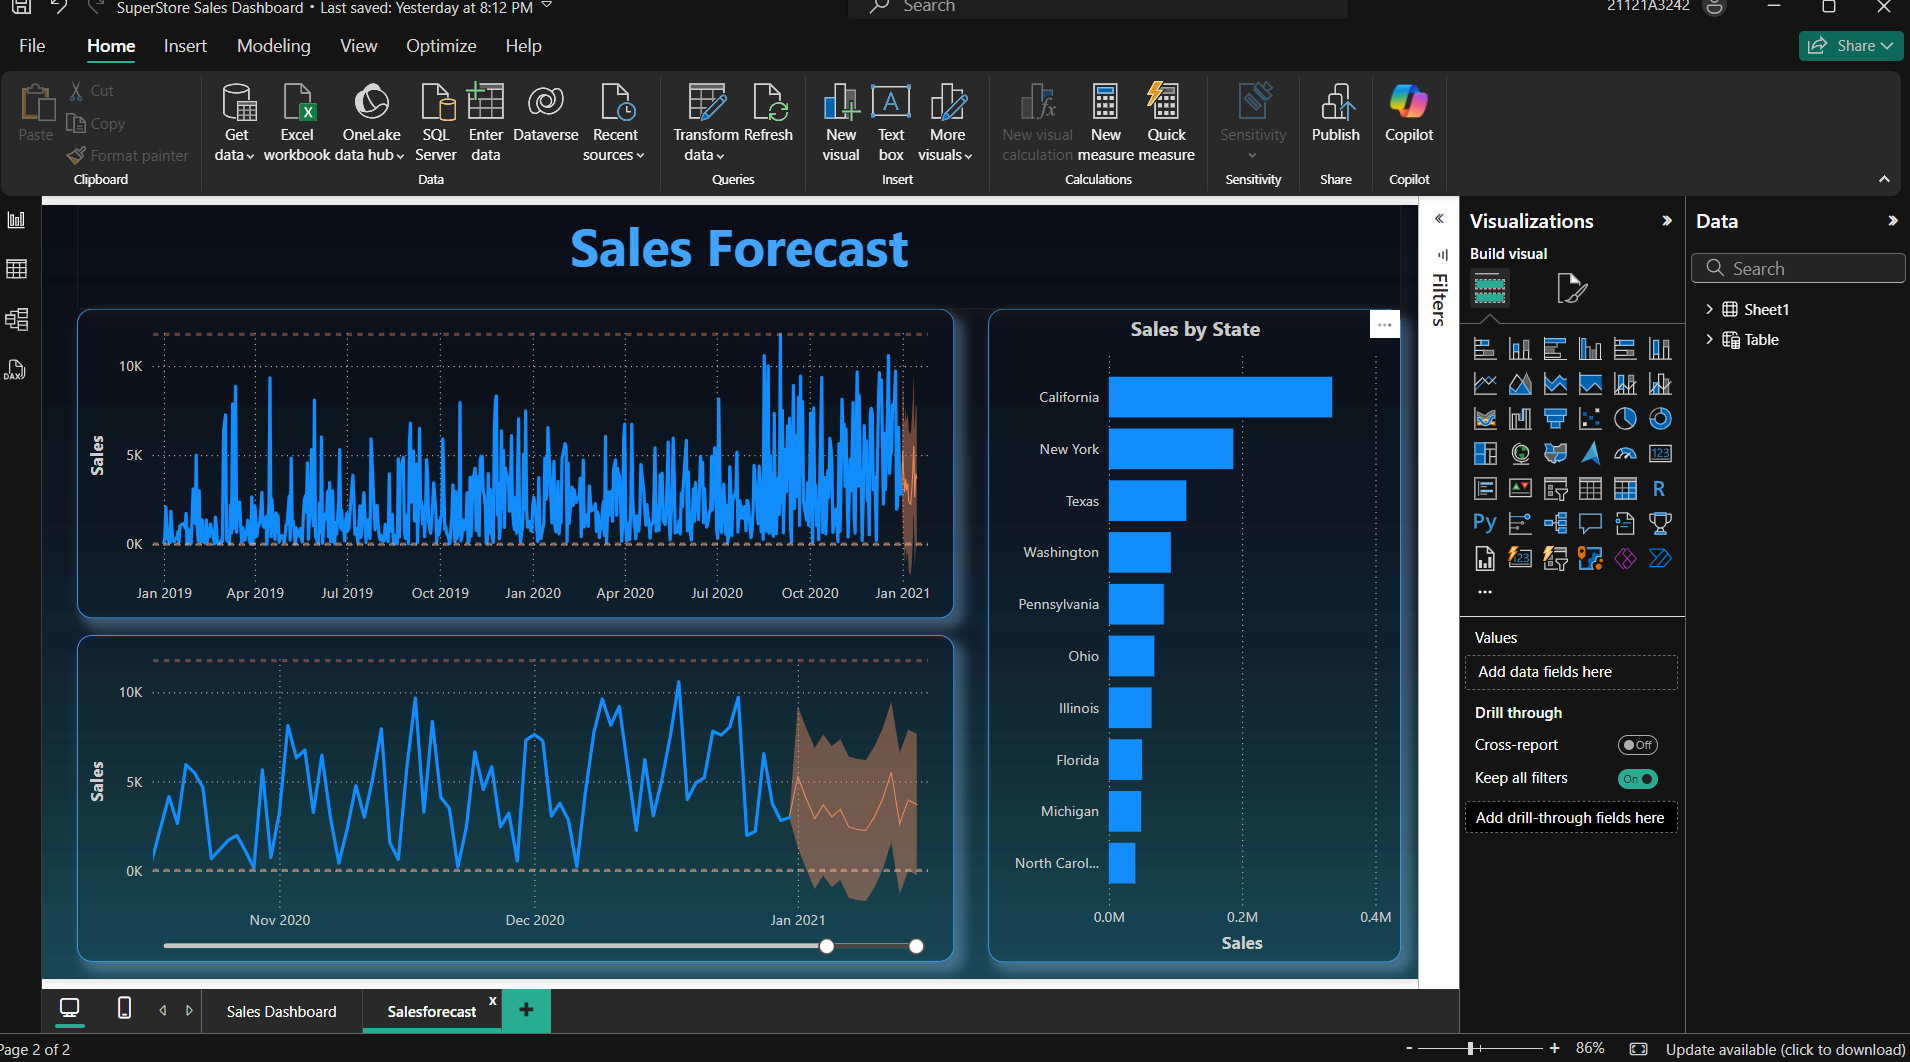 SuperStore Sales Dashboard • Last saved: Yesterday at 8:12 PM
Search
21121A3242
File Home Insert Modeling View Optimize Help
Share
Paste
Cut
Copy
Format painter
Clipboard
Get data
Excel workbook
OneLake data hub
SQL Server
Enter data
Dataverse
Recent sources
Data
Transform data
Refresh
Queries
New visual
Text box
More visuals
Insert
New visual calculation
New measure
Quick measure
Calculations
Sensitivity
Sensitivity
Publish
Share
Copilot
Copilot
DAX
Sales Forecast
Sales
10K
5K
0K
Jan 2019 Apr 2019 Jul 2019 Oct 2019 Jan 2020 Apr 2020 Jul 2020 Oct 2020 Jan 2021
Sales
10K
5K
0K
Nov 2020 Dec 2020 Jan 2021
Sales by State
California
New York
Texas
Washington
Pennsylvania
Ohio
Illinois
Florida
Michigan
North Carol...
0.0M 0.2M 0.4M
Sales
Filters
Visualizations
Build visual
123
R
Py
123
Values
Add data fields here
Drill through
Cross-report
Off
Keep all filters
On
Add drill-through fields here
Data
Search
Sheet1
Table
Sales Dashboard
Salesforecast
x
+
Page 2 of 2
- + 86%
Update available (click to download)